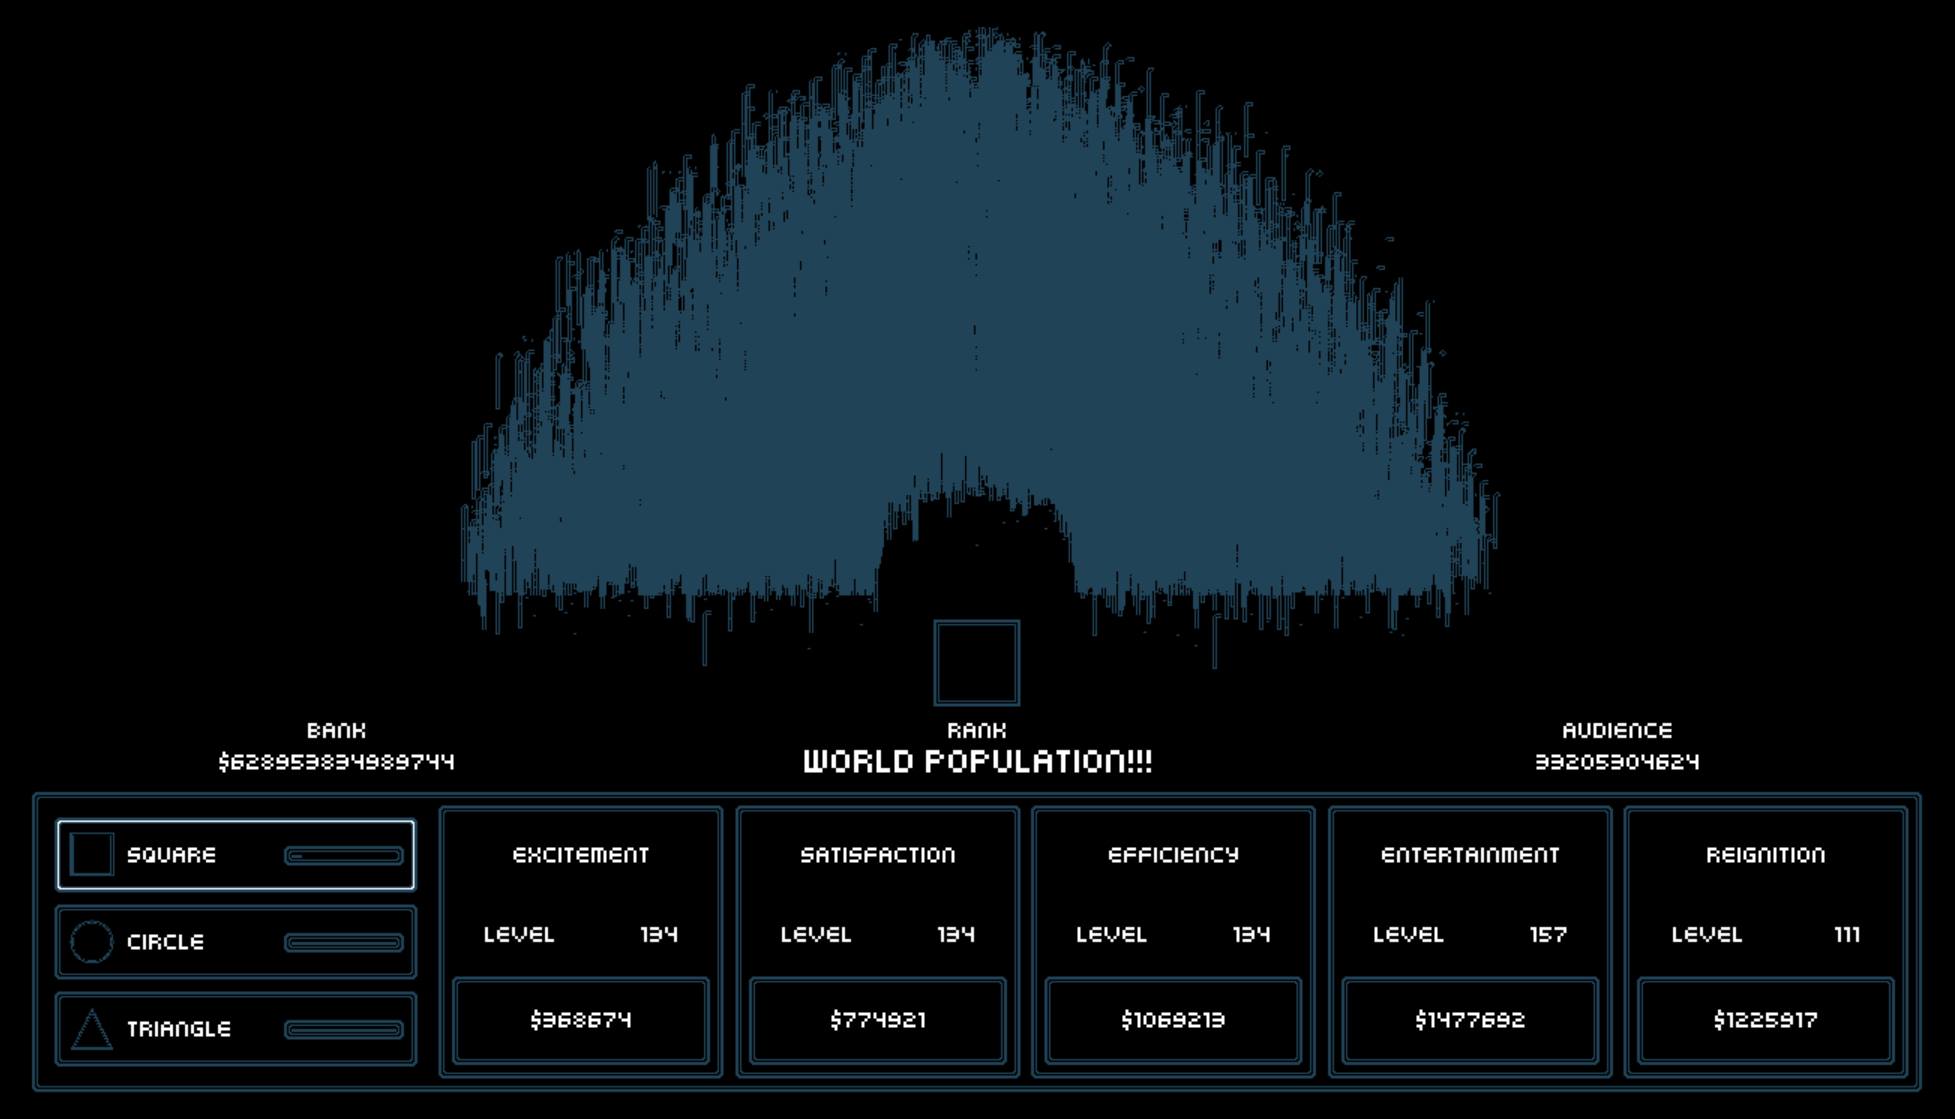 BANK
$628953834989744
RANK
WORLD POPULATION!!!
AUDIENCE
33205304624
SQUARE
CIRCLE
TRIANGLE
EXCITEMENT
LEVEL 134
$368674
SATISFACTION
LEVEL 134
$774921
EFFICIENCY
LEVEL 134
$1069213
ENTERTAINMENT
LEVEL 157
$1477692
REIGNITION
LEVEL 111
$1225917